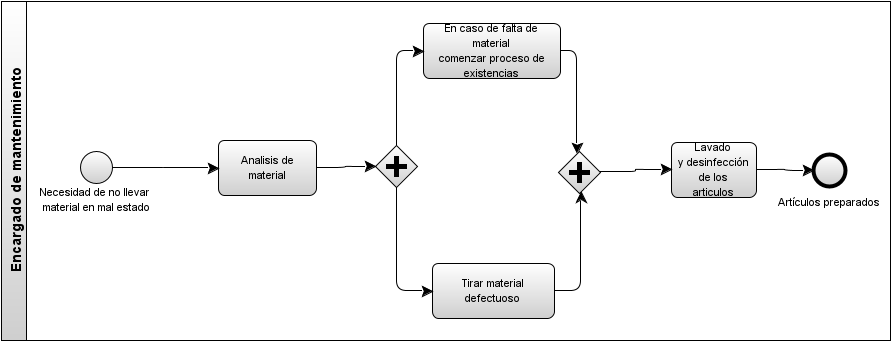 Encargado de mantenimiento
Necesidad de no llevar
material en mal estado
Analisis de
material
En caso de falta de
material
comenzar proceso de
existencias
Tirar material
defectuoso
Lavado
y desinfección
de los
articulos
Artículos preparados